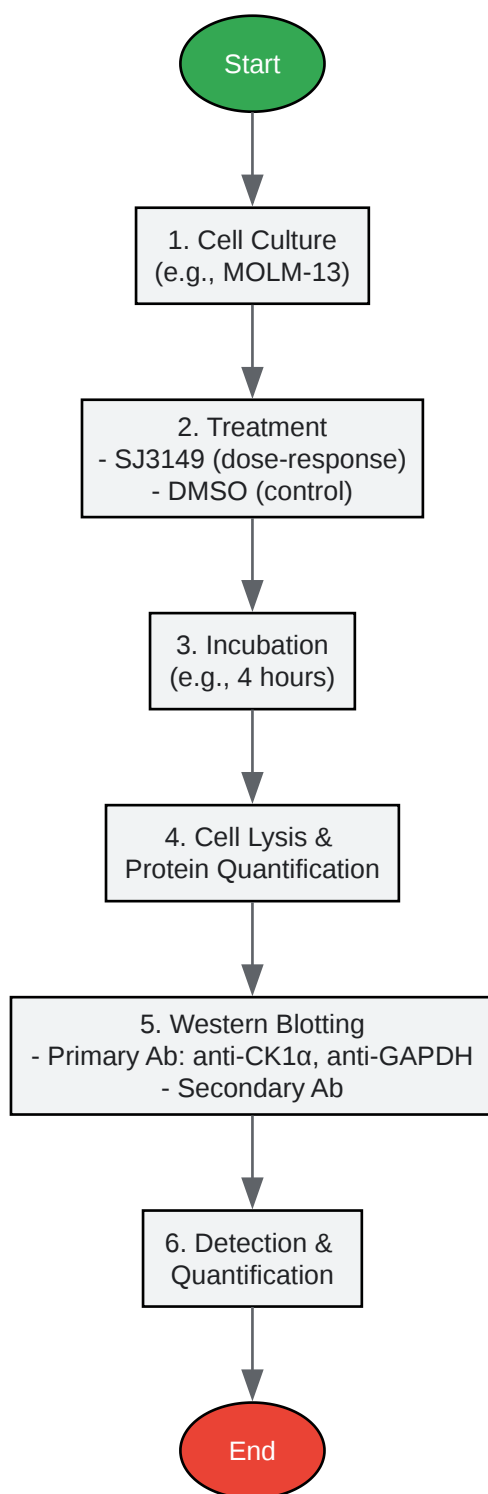 Start
1. Cell Culture
(e.g., MOLM-13)
2. Treatment
- SJ3149 (dose-response)
- DMSO (control)
3. Incubation
(e.g., 4 hours)
4. Cell Lysis &
Protein Quantification
5. Western Blotting
- Primary Ab: anti-CK1α, anti-GAPDH
- Secondary Ab
6. Detection &
Quantification
End